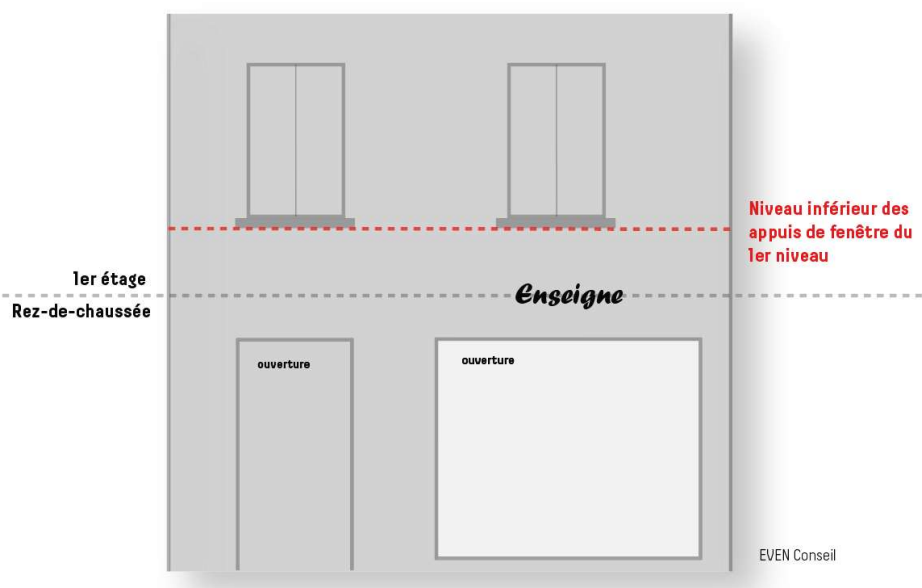 Niveau inférieur des
appuis de fenêtre du
1er niveau
1er étage
Enseigne
Rez-de-chaussée
ouverture
ouverture
EVEN Conseil